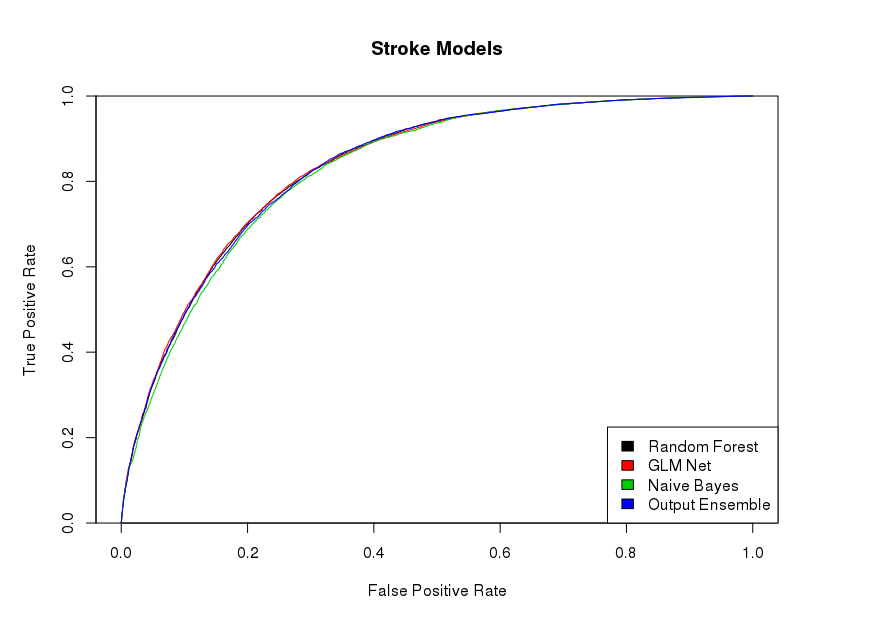 Stroke Models
True Positive Rate
1.0
0.8
0.6
0.4
0.2
0.0
Random Forest
GLM Net
Naive Bayes
Output Ensemble
0.0 0.2 0.4 0.6 0.8 1.0
False Positive Rate